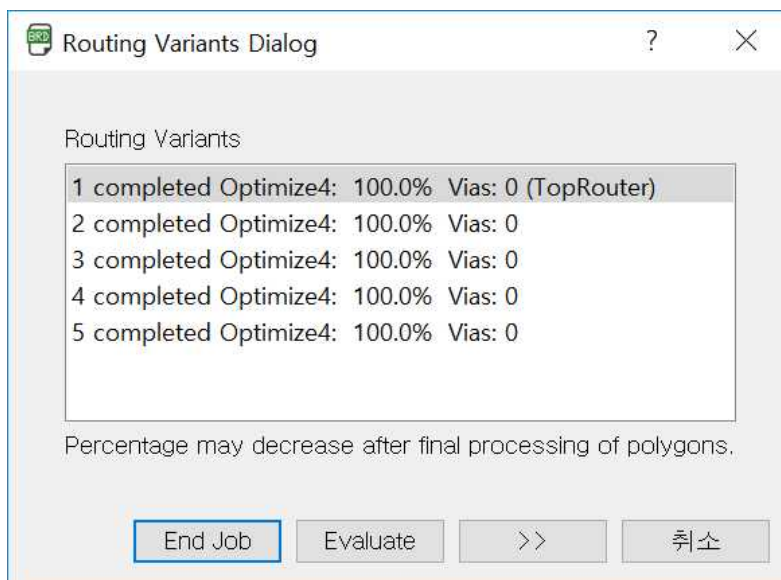 BRD
Routing Variants Dialog
?
Routing Variants
1 completed Optimize4: 100.0% Vias: 0 (TopRouter)
2 completed Optimize4: 100.0% Vias: 0
3 completed Optimize4: 100.0% Vias: 0
4 completed Optimize4: 100.0% Vias: 0
5 completed Optimize4: 100.0% Vias: 0
Percentage may decrease after final processing of polygons.
End Job Evaluate >> 취소